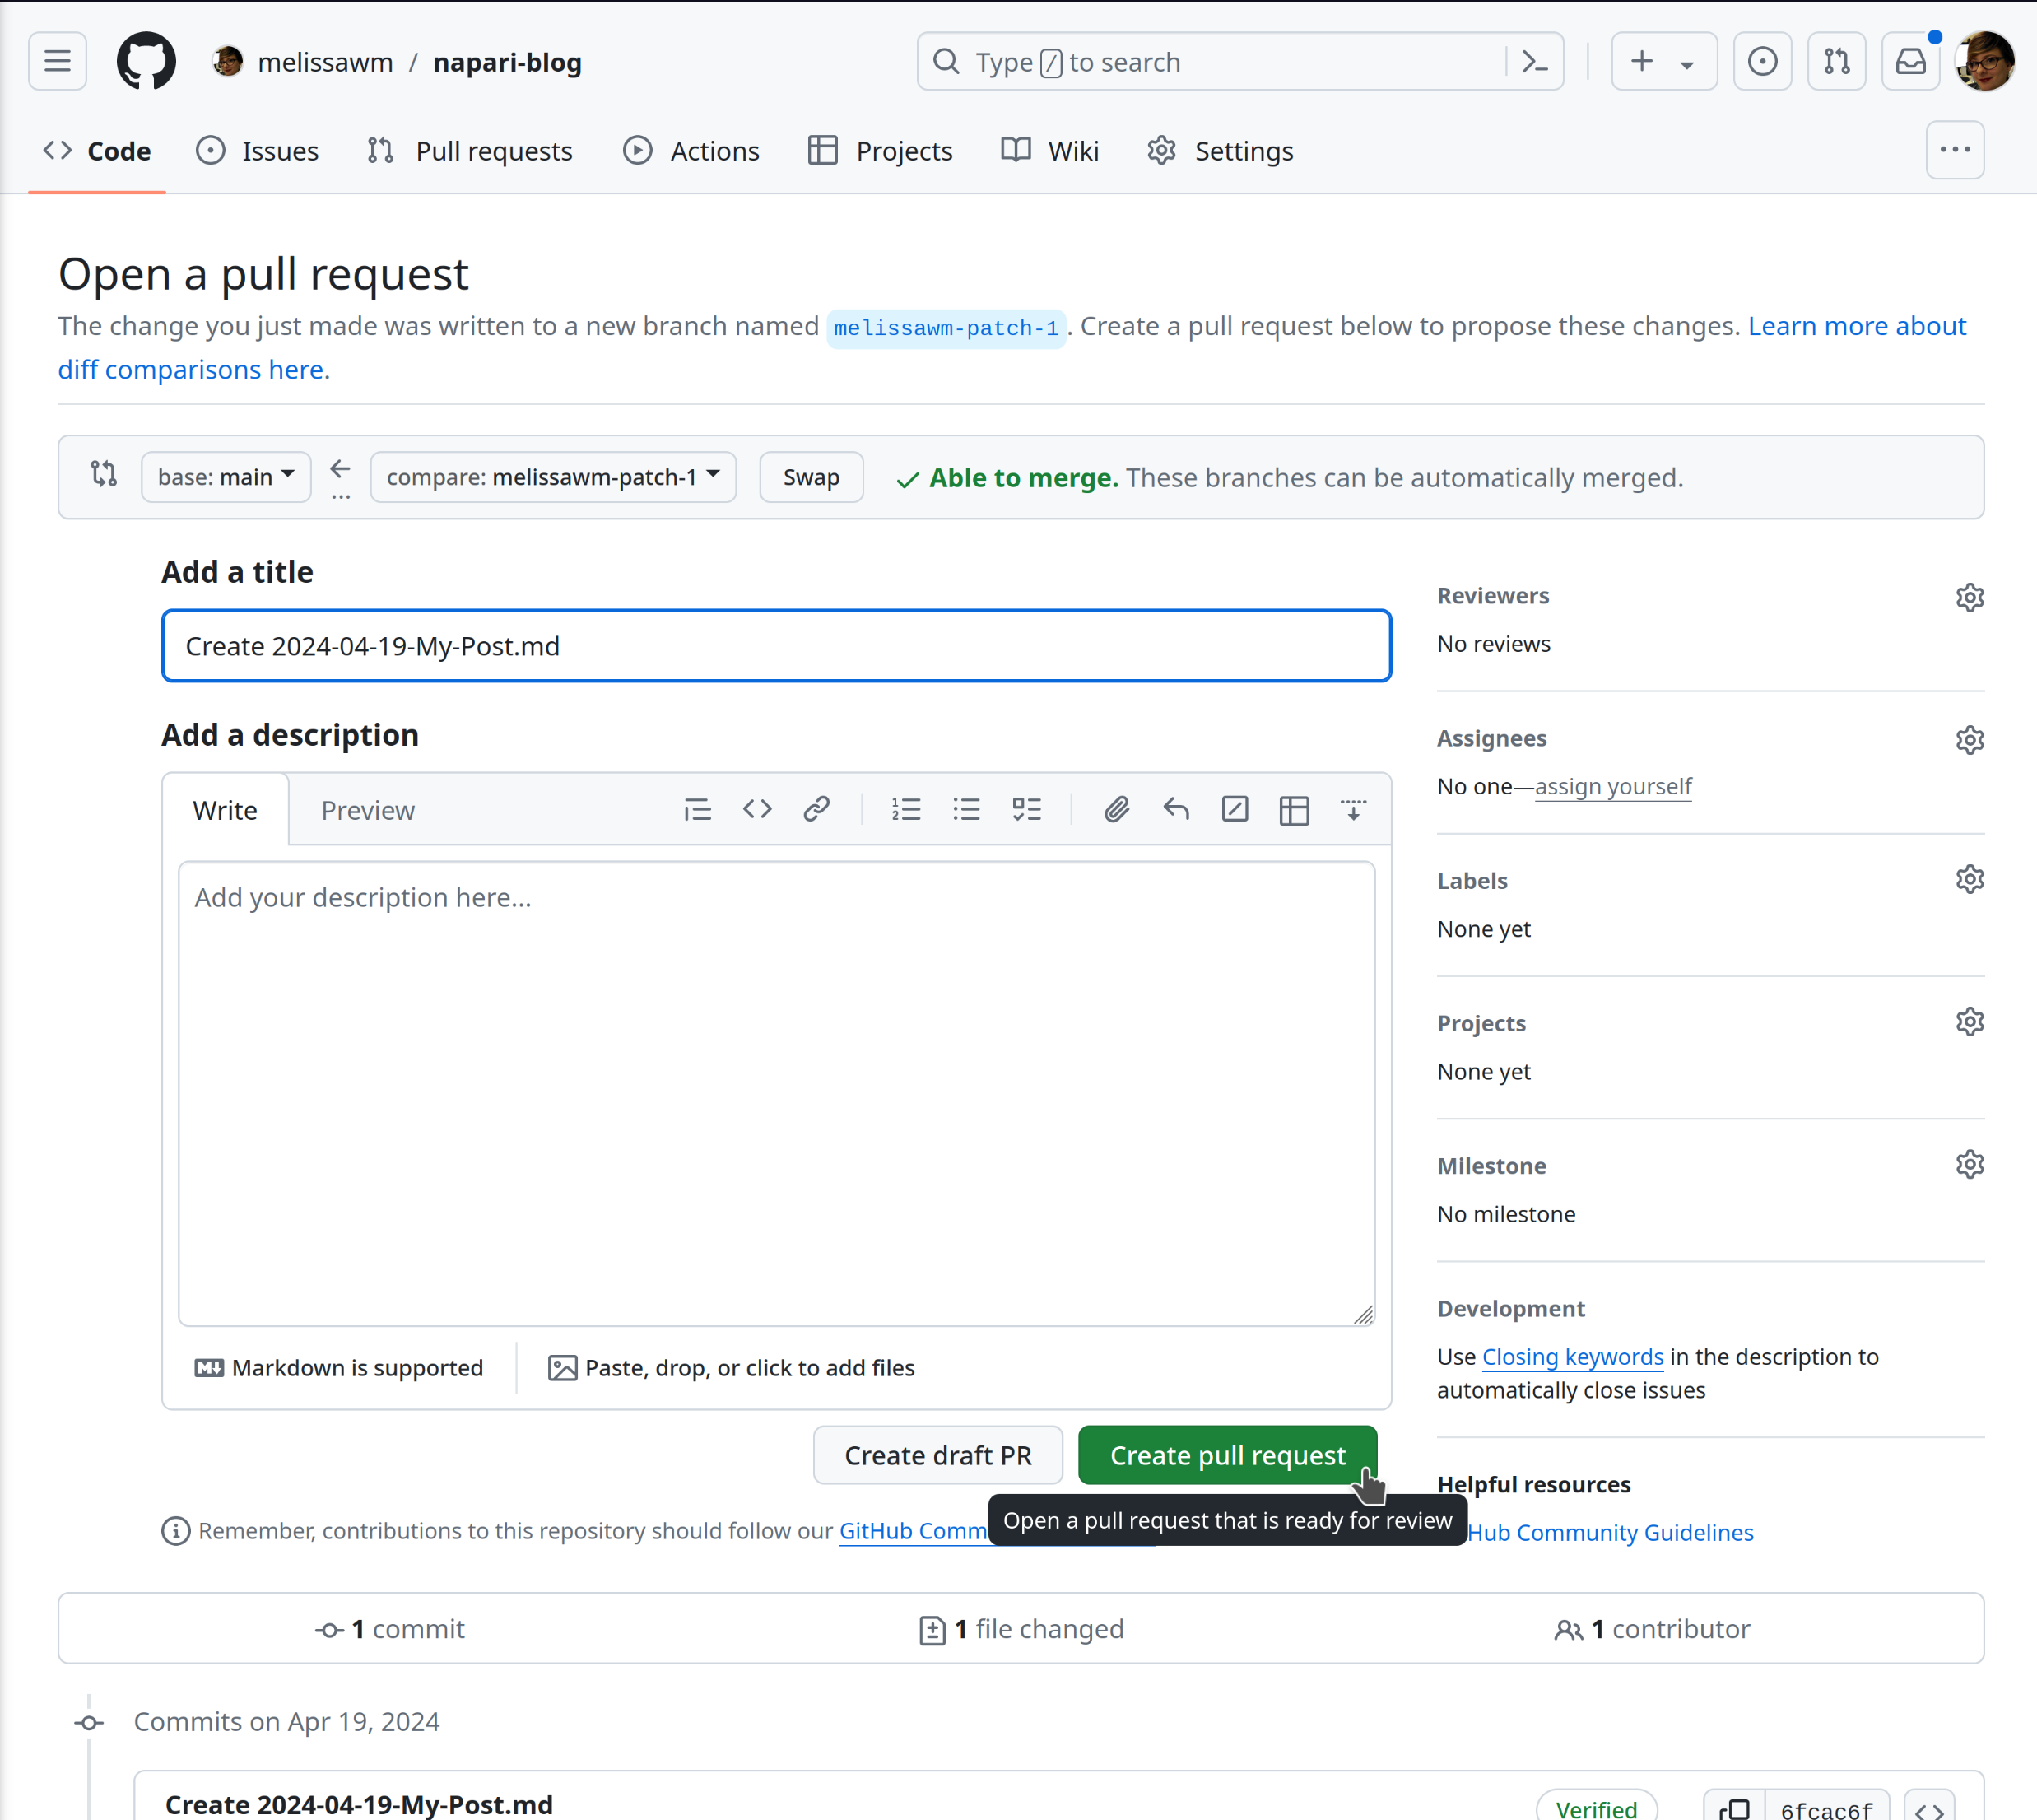 melissawm / napari-blog
Type / to search
Code Issues Pull requests Actions Projects Wiki Settings
Open a pull request
The change you just made was written to a new branch named melissawm-patch-1. Create a pull request below to propose these changes. Learn more about
diff comparisons here.
base: main compare: melissawm-patch-1 Swap Able to merge. These branches can be automatically merged.
Add a title
Create 2024-04-19-My-Post.md
Add a description
Write Preview
Add your description here...
Markdown is supported Paste, drop, or click to add files
Create draft PR Create pull request
Open a pull request that is ready for review
Remember, contributions to this repository should follow our GitHub Comm
Reviewers
No reviews
Assignees
No one—assign yourself
Labels
None yet
Projects
None yet
Milestone
No milestone
Development
Use Closing keywords in the description to
automatically close issues
Helpful resources
Hub Community Guidelines
1 commit 1 file changed 1 contributor
Commits on Apr 19, 2024
Create 2024-04-19-My-Post.md
Verified 6fcac6f